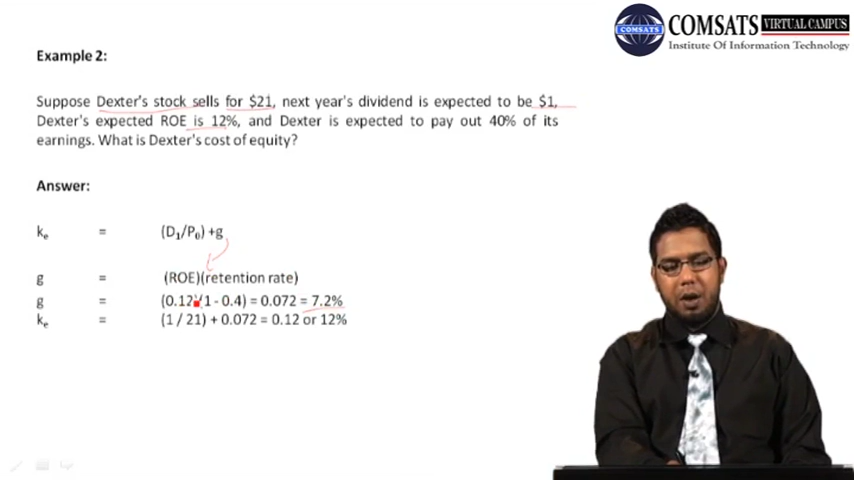 COMSATS VIRTUAL CAMPUS
Institute Of Information Technology
COMSATS
Example 2:
Suppose Dexter's stock sells for $21, next year's dividend is expected to be $1,
Dexter's expected ROE is 12%, and Dexter is expected to pay out 40% of its
earnings. What is Dexter's cost of equity?
Answer:
kₑ = (D₁/P₀) +g
g = (ROE)(retention rate)
g = (0.12)(1 - 0.4) = 0.072 = 7.2%
kₑ = (1 / 21) + 0.072 = 0.12 or 12%